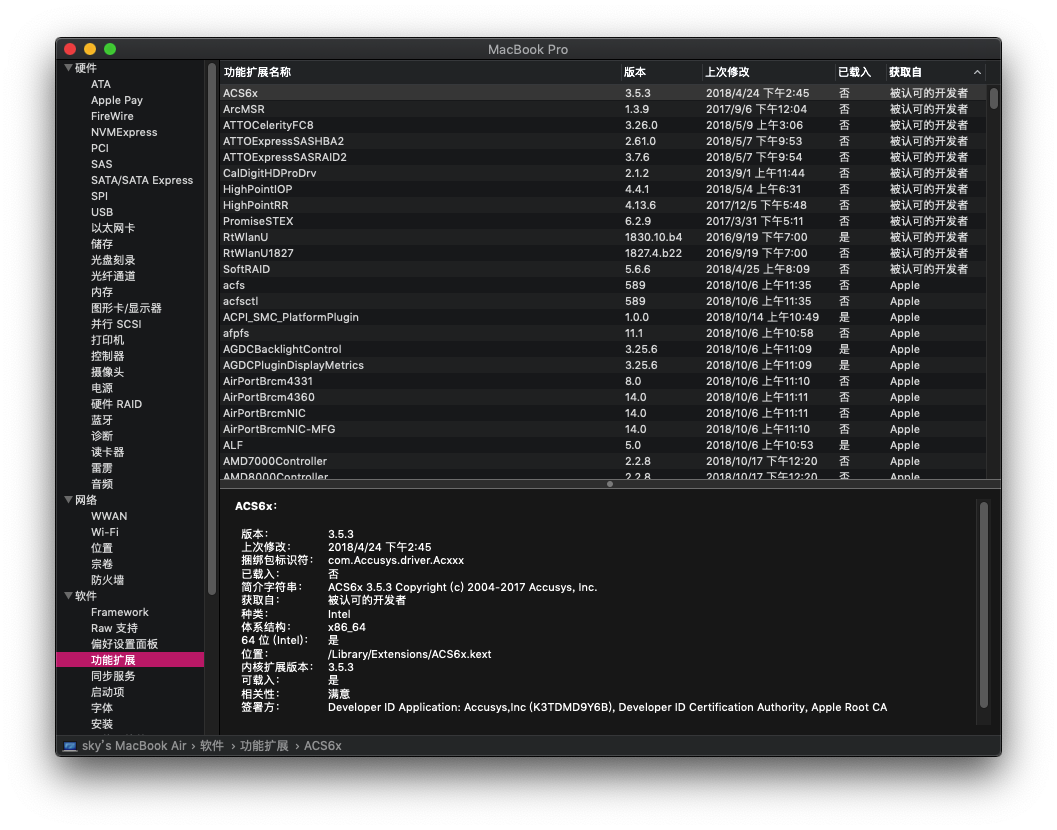 MacBook Pro
硬件
ATA
Apple Pay
FireWire
NVMExpress
PCI
SAS
SATA/SATA Express
SPI
USB
以太网卡
储存
光盘刻录
光纤通道
内存
图形卡/显示器
并行 SCSI
打印机
控制器
摄像头
电源
硬件 RAID
蓝牙
诊断
读卡器
雷雳
音频
网络
WWAN
Wi-Fi
位置
宗卷
防火墙
软件
Framework
Raw 支持
偏好设置面板
功能扩展
同步服务
启动项
字体
安装
功能扩展名称 版本 上次修改 已载入 获取自
ACS6x 3.5.3 2018/4/24 下午2:45 否 被认可的开发者
ArcMSR 1.3.9 2017/9/6 下午12:04 否 被认可的开发者
ATTOCelerityFC8 3.26.0 2018/5/9 上午3:06 否 被认可的开发者
ATTOExpressSASHBA2 2.61.0 2018/5/7 下午9:53 否 被认可的开发者
ATTOExpressSASRAID2 3.7.6 2018/5/7 下午9:54 否 被认可的开发者
CalDigitHDProDrv 2.1.2 2013/9/1 上午11:44 否 被认可的开发者
HighPointIOP 4.4.1 2018/5/4 上午6:31 否 被认可的开发者
HighPointRR 4.13.6 2017/12/5 下午5:48 否 被认可的开发者
PromiseSTEX 6.2.9 2017/3/31 下午5:11 否 被认可的开发者
RtWlanU 1830.10.b4 2016/9/19 下午7:00 是 被认可的开发者
RtWlanU1827 1827.4.b22 2016/9/19 下午7:00 否 被认可的开发者
SoftRAID 5.6.6 2018/4/25 上午8:09 否 被认可的开发者
acfs 589 2018/10/6 上午11:35 否 Apple
acfsctl 589 2018/10/6 上午11:35 否 Apple
ACPI_SMC_PlatformPlugin 1.0.0 2018/10/14 上午10:49 是 Apple
afpfs 11.1 2018/10/6 上午10:58 否 Apple
AGDCBacklightControl 3.25.6 2018/10/6 上午11:09 是 Apple
AGDCPluginDisplayMetrics 3.25.6 2018/10/6 上午11:09 是 Apple
AirPortBrcm4331 8.0 2018/10/6 上午11:10 否 Apple
AirPortBrcm4360 14.0 2018/10/6 上午11:11 否 Apple
AirPortBrcmNIC 14.0 2018/10/6 上午11:11 否 Apple
AirPortBrcmNIC-MFG 14.0 2018/10/6 上午11:10 否 Apple
ALF 5.0 2018/10/6 上午10:53 是 Apple
AMD7000Controller 2.2.8 2018/10/17 下午12:20 否 Apple
AMD8000Controller 2.2.8 2018/10/17 下午12:20 否 Apple
ACS6x:
版本: 3.5.3
上次修改: 2018/4/24 下午2:45
捆绑包标识符: com.Accusys.driver.Acxxx
已载入: 否
简介字符串: ACS6x 3.5.3 Copyright (c) 2004-2017 Accusys, Inc.
获取自: 被认可的开发者
种类: Intel
体系结构: x86_64
64 位 (Intel): 是
位置: /Library/Extensions/ACS6x.kext
内核扩展版本: 3.5.3
可载入: 是
相关性: 满意
签署方: Developer ID Application: Accusys,Inc (K3TDMD9Y6B), Developer ID Certification Authority, Apple Root CA
sky's MacBook Air › 软件 › 功能扩展 › ACS6x